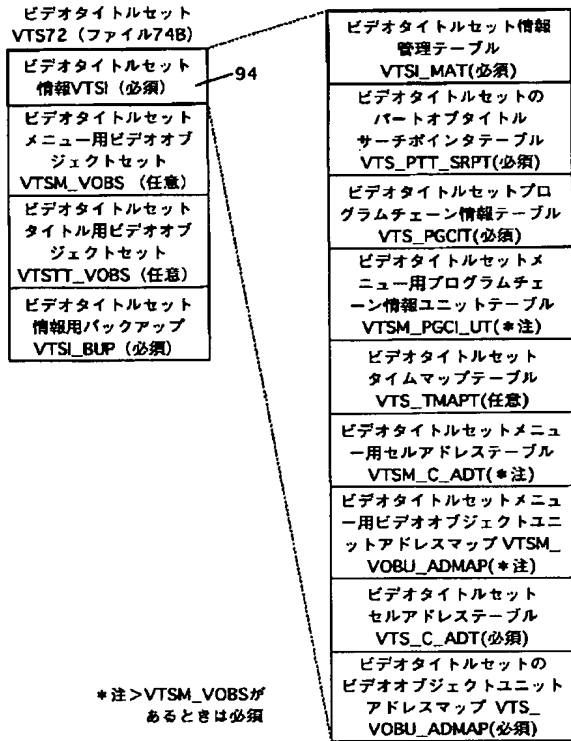 ビデオタイトルセット
VTS72(ファイル74B)
ビデオタイトルセット
情報VTSI(必須)
94
ビデオタイトルセット
メニュー用ビデオオブ
ジェクトセット
VTSM_VOBS(任意)
ビデオタイトルセット
タイトル用ビデオオブ
ジェクトセット
VTSTT_VOBS(任意)
ビデオタイトルセット
情報用バックアップ
VTSI_BUP(必須)
ビデオタイトルセット情報
管理テーブル
VTSI_MAT(必須)
ビデオタイトルセットの
パートオブタイトル
サーチポインタテーブル
VTS_PTT_SRPT(必須)
ビデオタイトルセットプロ
グラムチェーン情報テーブル
VTS_PGCIT(必須)
ビデオタイトルセットメ
ニュー用プログラムチェ
ーン情報ユニットテーブル
VTSM_PGCI_UT(*注)
ビデオタイトルセット
タイムマップテーブル
VTS_TMAPT(任意)
ビデオタイトルセットメニュ
ー用セルアドレステーブル
VTSM_C_ADT(*注)
ビデオタイトルセットメニュ
ー用ビデオオブジェクトユニ
ットアドレスマップ VTSM_
VOBU_ADMAP(*注)
ビデオタイトルセット
セルアドレステーブル
VTS_C_ADT(必須)
ビデオタイトルセットの
ビデオオブジェクトユニット
アドレスマップ VTS_
VOBU_ADMAP(必須)
*注>VTSM_VOBSが
あるときは必須